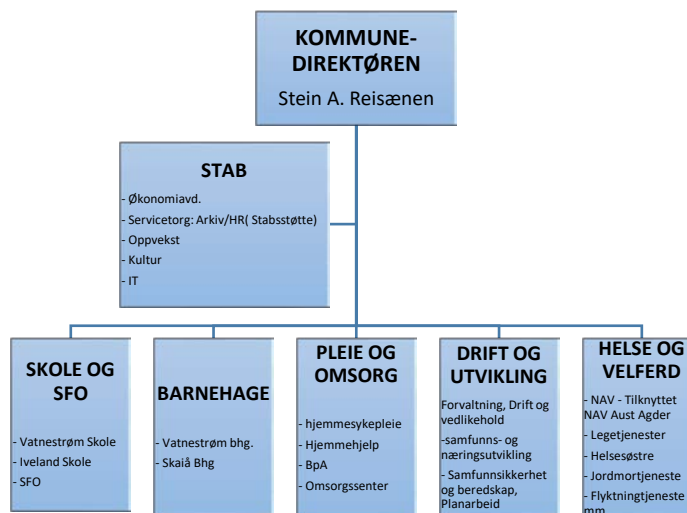 KOMMUNE-
DIREKTØREN
Stein A. Reisænen
STAB
- Økonomiavd.
- Servicetorg: Arkiv/HR( Stabsstøtte)
- Oppvekst
- Kultur
- IT
SKOLE OG
SFO
- Vatnestrøm Skole
- Iveland Skole
- SFO
BARNEHAGE
- Vatnestrøm bhg.
- Skaiå Bhg
PLEIE OG
OMSORG
- hjemmesykepleie
- Hjemmehjelp
- BpA
- Omsorgssenter
DRIFT OG
UTVIKLING
Forvaltning, Drift og
vedlikehold
-samfunns- og
næringsutvikling
- Samfunnsikkerhet
og beredskap,
Planarbeid
HELSE OG
VELFERD
- NAV - Tilknyttet
NAV Aust Agder
- Legetjenester
- Helsesøstre
- Jordmortjeneste
- Flyktningtjeneste
mm